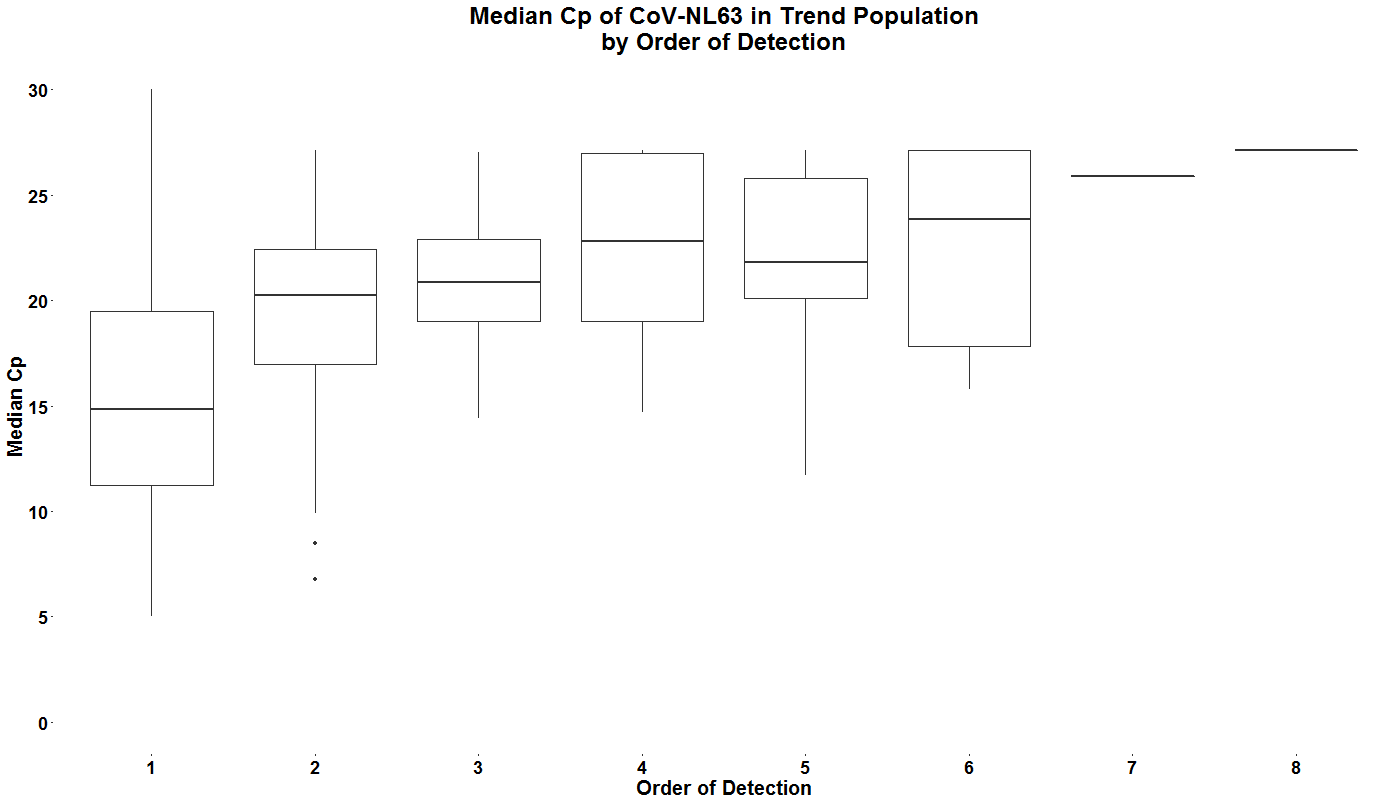 Median Cp of CoV-NL63 in Trend Population
by Order of Detection
30
25
20
15
10
5
0
Median Cp
1 2 3 4 5 6 7 8
Order of Detection